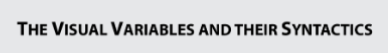 THE VISUAL VARIABLES AND THEIR SYNTACTICS